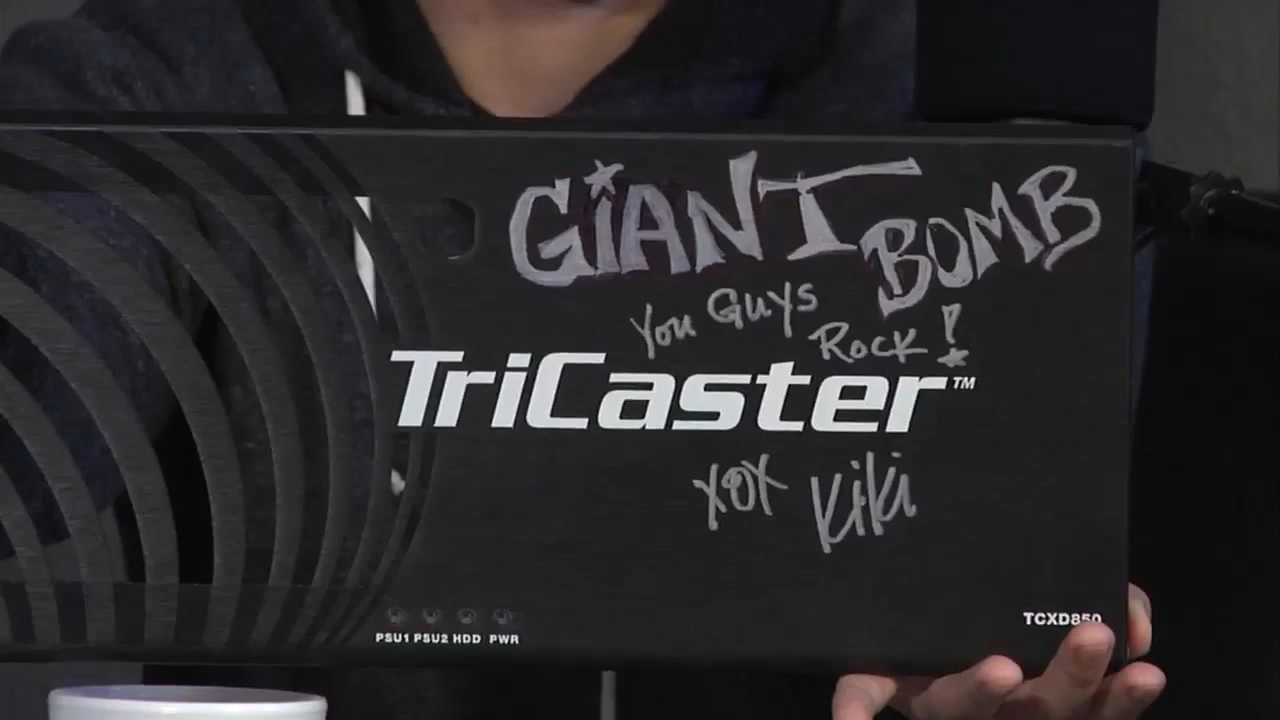 GiANT BOMB
You Guys Rock!
TriCaster™
XOX Kiki
PSU1 PSU2 HDD PWR
TCXD850